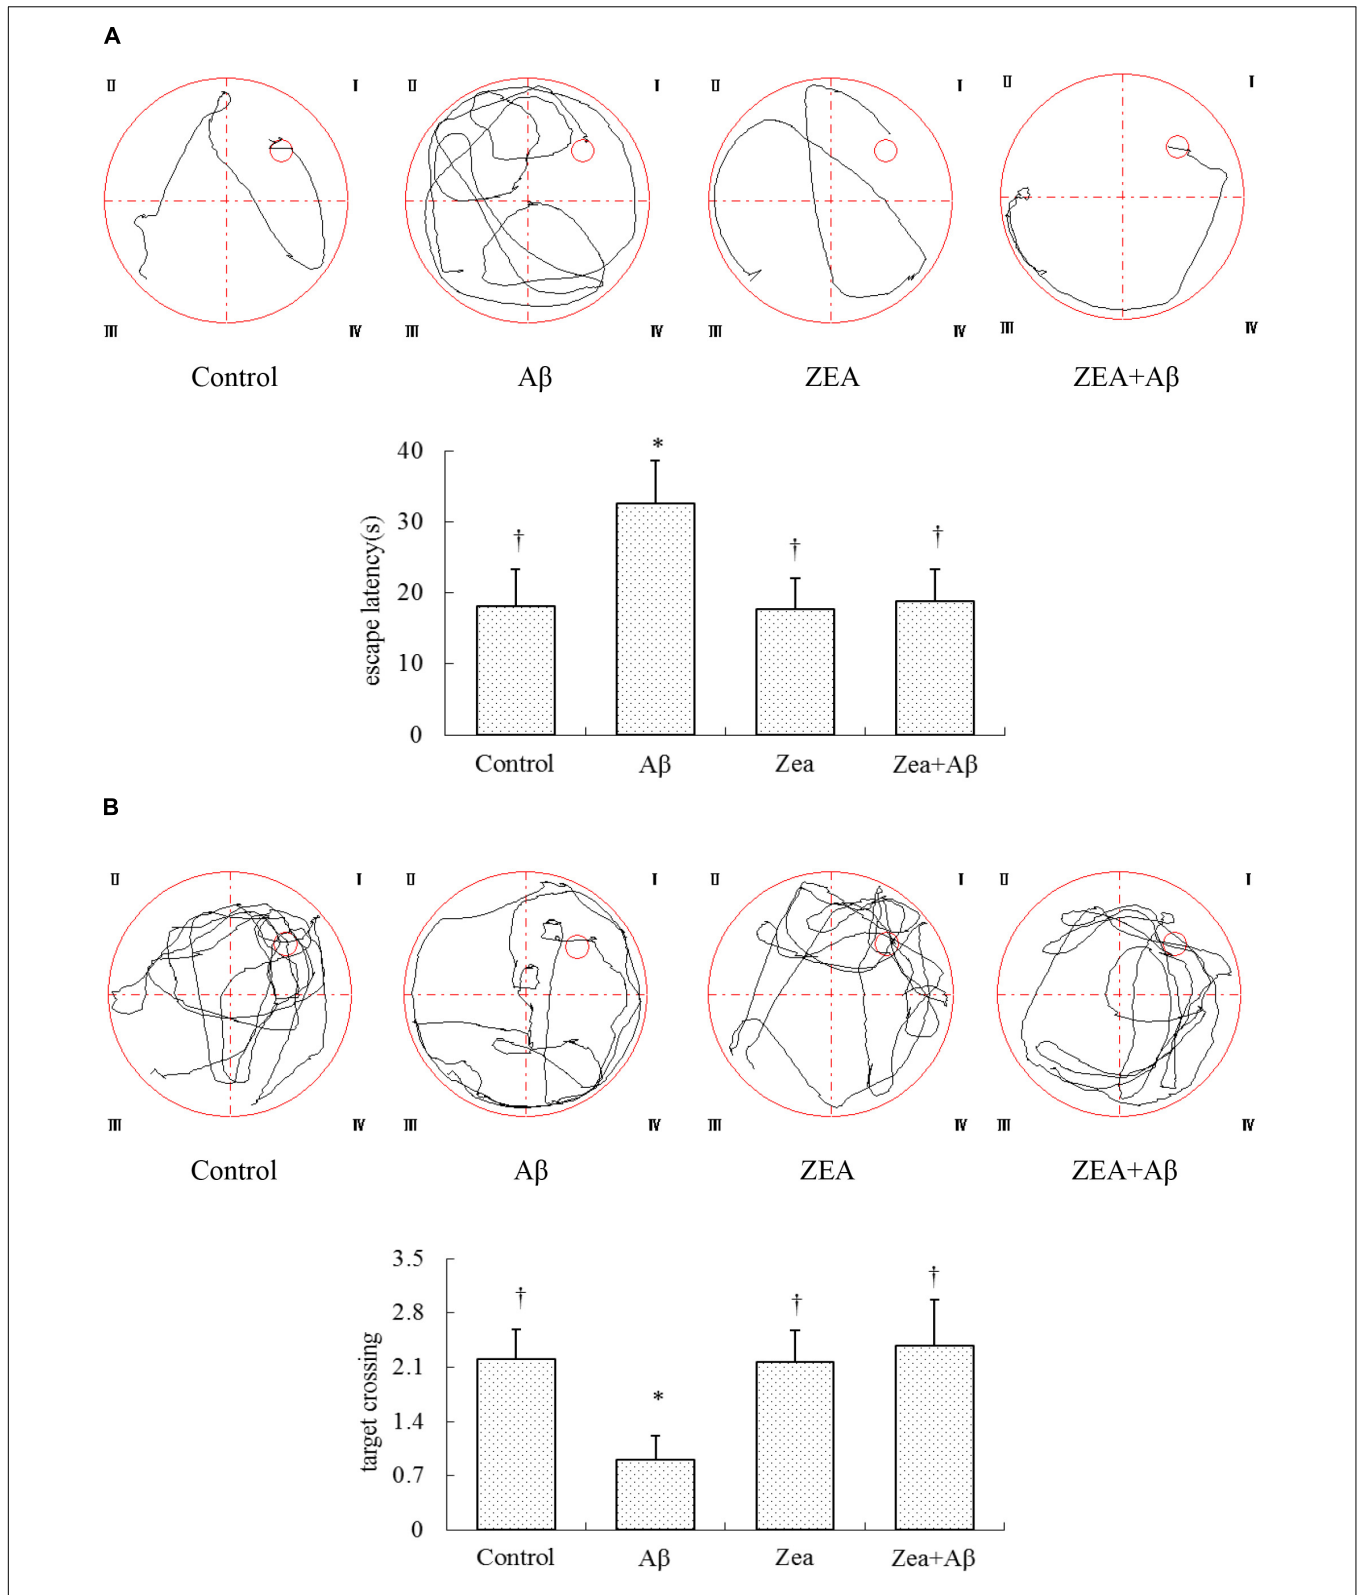 A
II I II I II I II I
III IV III IV III IV III IV
Control Aβ ZEA ZEA+Aβ
40
30
20
10
0
escape latency(s)
* † † †
Control Aβ Zea Zea+Aβ
B
II I II I II I II I
III IV III IV III IV III IV
Control Aβ ZEA ZEA+Aβ
3.5
2.8
2.1
1.4
0.7
0
target crossing
† * † †
Control Aβ Zea Zea+Aβ